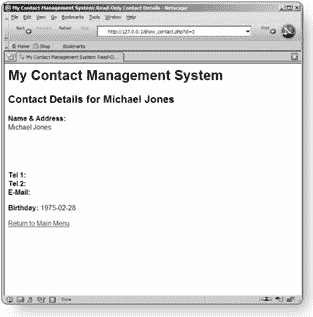 My Contact Management System: Read-Only Contact Details - Netscape
File Edit View Go Bookmarks Tools Window Help
Back Forward Reload Stop http://127.0.0.1/show_contact.php?id=3 Print
Home Shop Bookmarks
My Contact Management System: Read-O...
My Contact Management System
Contact Details for Michael Jones
Name & Address:
Michael Jones
Tel 1:
Tel 2:
E-Mail:
Birthday: 1975-02-28
Return to Main Menu
Done